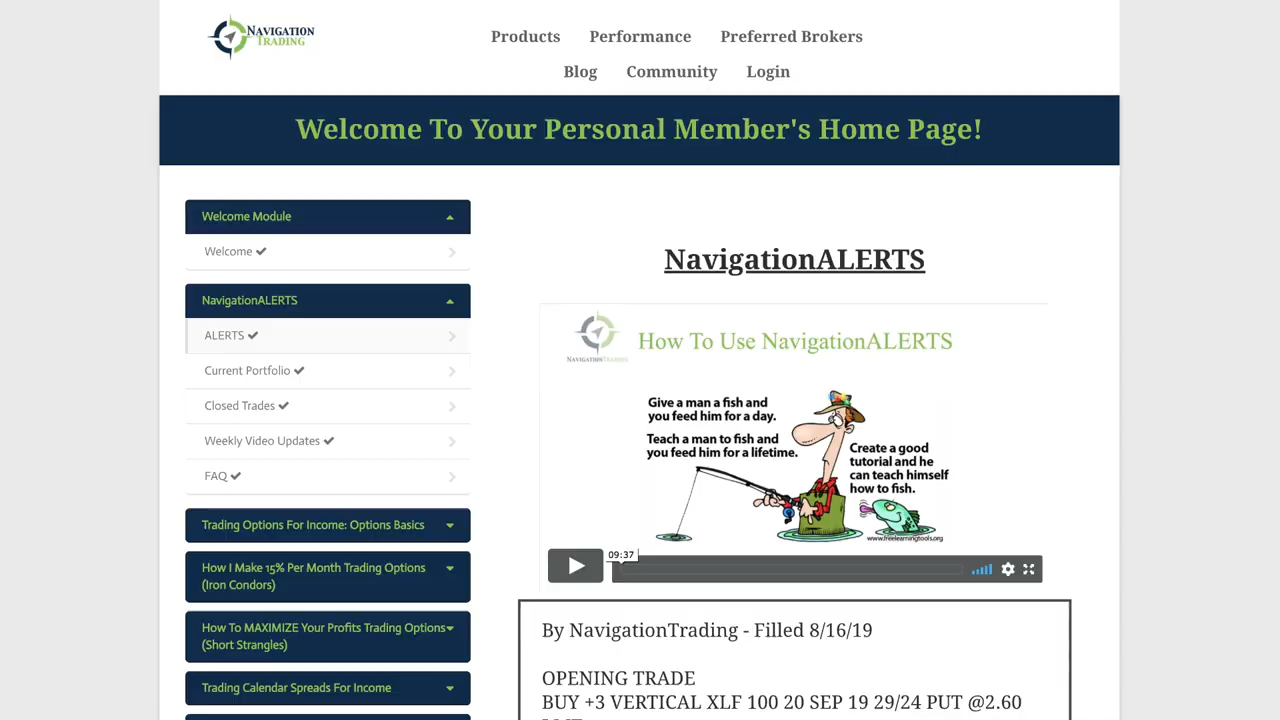 NAVIGATION
TRADING
Products Performance Preferred Brokers
Blog Community Login
Welcome To Your Personal Member's Home Page!
Welcome Module
Welcome
NavigationALERTS
ALERTS
Current Portfolio
Closed Trades
Weekly Video Updates
FAQ
Trading Options For Income: Options Basics
How I Make 15% Per Month Trading Options
(Iron Condors)
How To MAXIMIZE Your Profits Trading Options
(Short Strangles)
Trading Calendar Spreads For Income
NavigationALERTS
NAVIGATIONTRADING
How To Use NavigationALERTS
Give a man a fish and
you feed him for a day.
Teach a man to fish and
you feed him for a lifetime.
Create a good
tutorial and he
can teach himself
how to fish.
www.freelearningtools.org
09:37
By NavigationTrading - Filled 8/16/19
OPENING TRADE
BUY +3 VERTICAL XLF 100 20 SEP 19 29/24 PUT @2.60